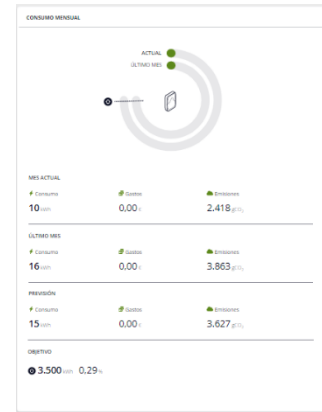 CONSUMO MENSUAL
ACTUAL
ÚLTIMO MES
MES ACTUAL
Consumo Gastos Emisiones
10 kWh 0,00 € 2.418 gCO₂
ÚLTIMO MES
Consumo Gastos Emisiones
16 kWh 0,00 € 3.863 gCO₂
PREVISIÓN
Consumo Gastos Emisiones
15 kWh 0,00 € 3.627 gCO₂
OBJETIVO
3.500 kWh 0,29 %